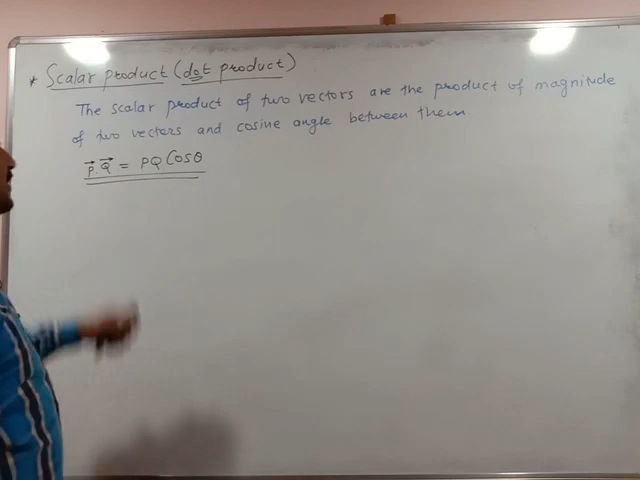 * Scalar product (dot product)
The scalar product of two vectors are the product of magnitude
of two vectors and cosine angle between them.
P⃗.Q⃗ = PQ Cosθ